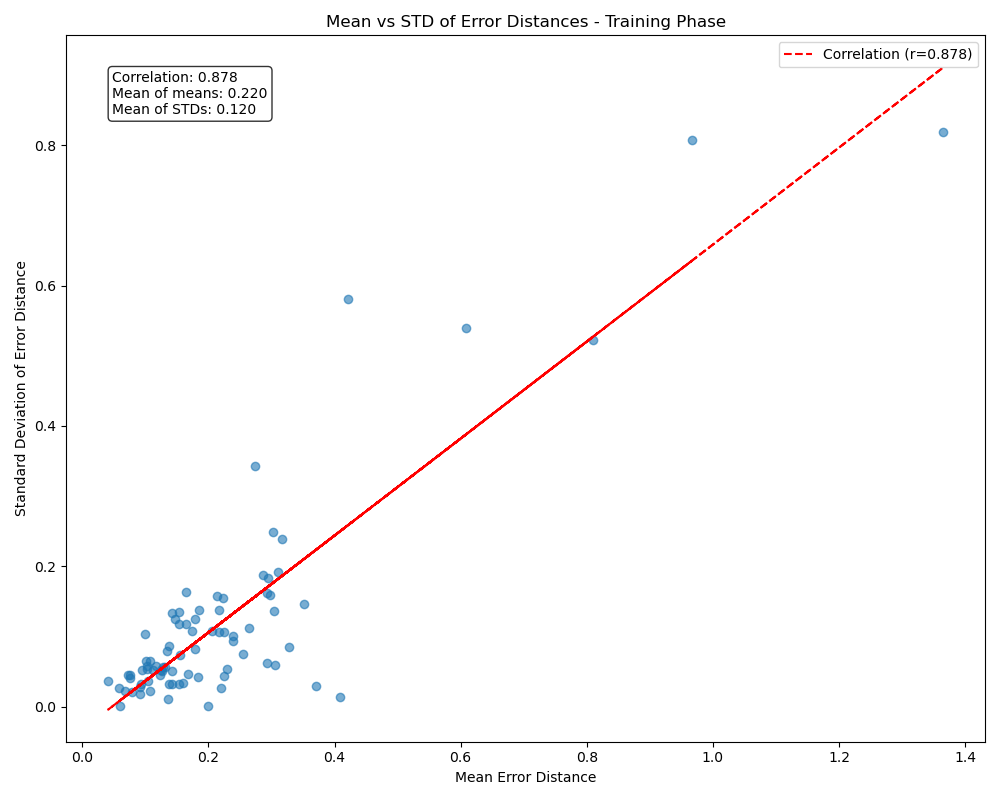 Mean vs STD of Error Distances - Training Phase
Correlation (r=0.878)
Correlation: 0.878
Mean of means: 0.220
Mean of STDs: 0.120
Standard Deviation of Error Distance
0.8
0.6
0.4
0.2
0.0
0.0 0.2 0.4 0.6 0.8 1.0 1.2 1.4
Mean Error Distance